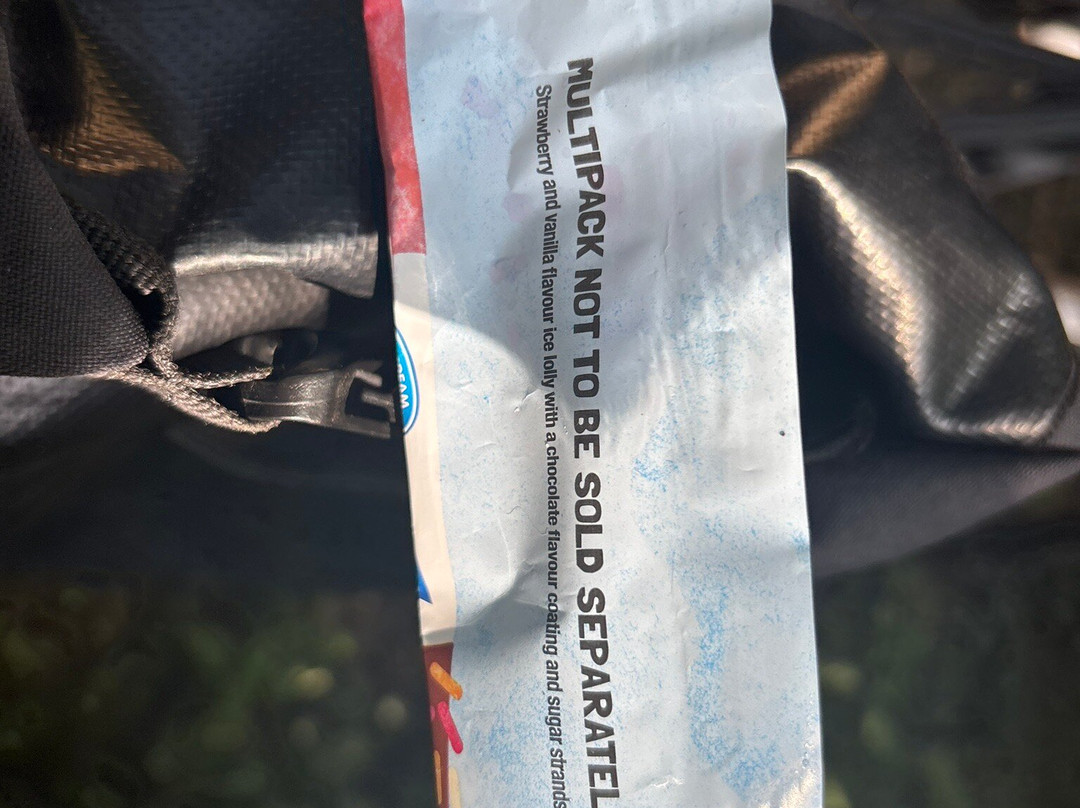 MULTIPACK NOT TO BE SOLD SEPARATEL
Strawberry and vanilla flavour ice lolly with a chocolate flavour coating and sugar strands